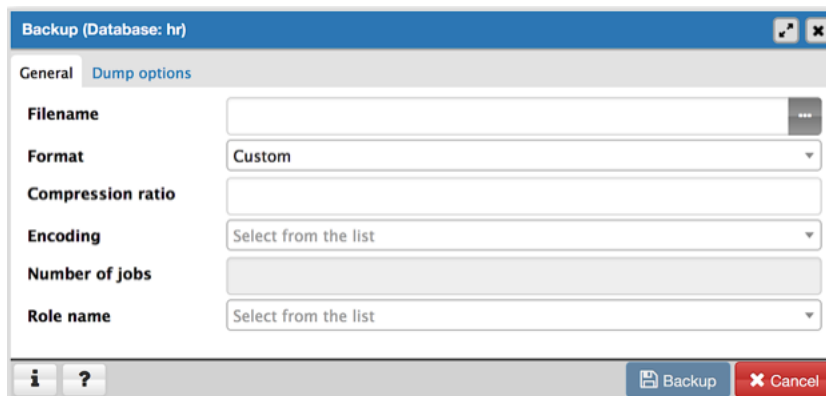 Backup (Database: hr)
General Dump options
Filename
Format Custom
Compression ratio
Encoding Select from the list
Number of jobs
Role name Select from the list
i ? Backup Cancel